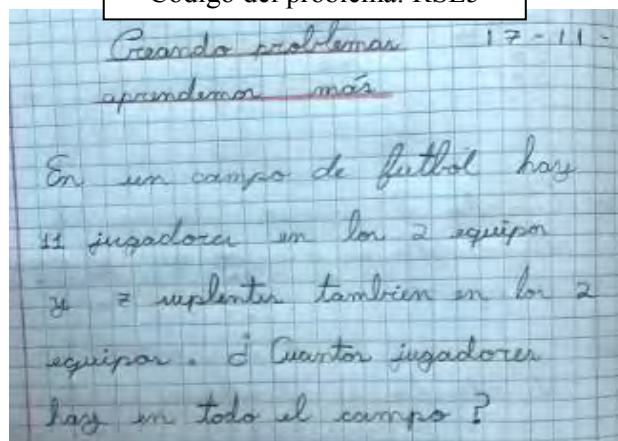 Código del problema: RSE5
Creando problemas 17-11-
aprendemos más
En un campo de futbol hay
11 jugadores en los 2 equipos
y 7 suplentes tambien en los 2
equipos. ¿Cuantos jugadores
hay en todo el campo?